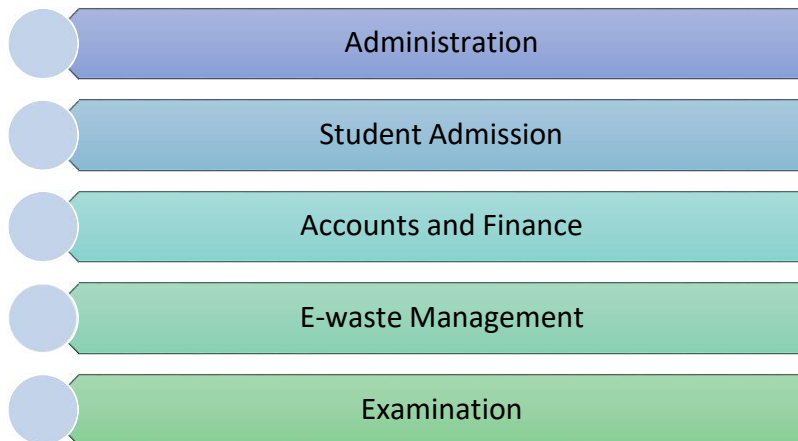 Administration
Student Admission
Accounts and Finance
E-waste Management
Examination